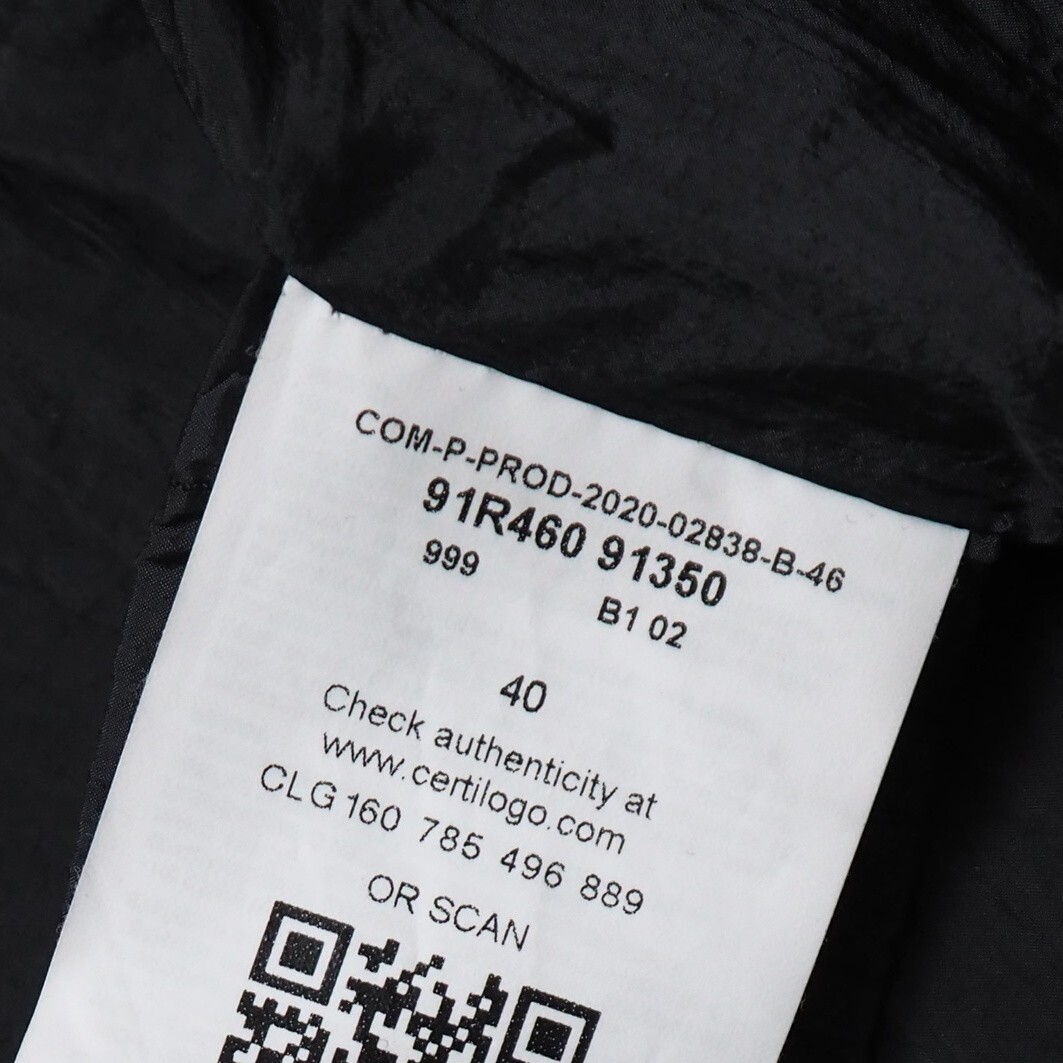 COM-P-PROD-2020-02838-B-46
91R460 91350
999 B1 02
40
Check authenticity at
www.certilogo.com
CLG 160 785 496 889
OR SCAN